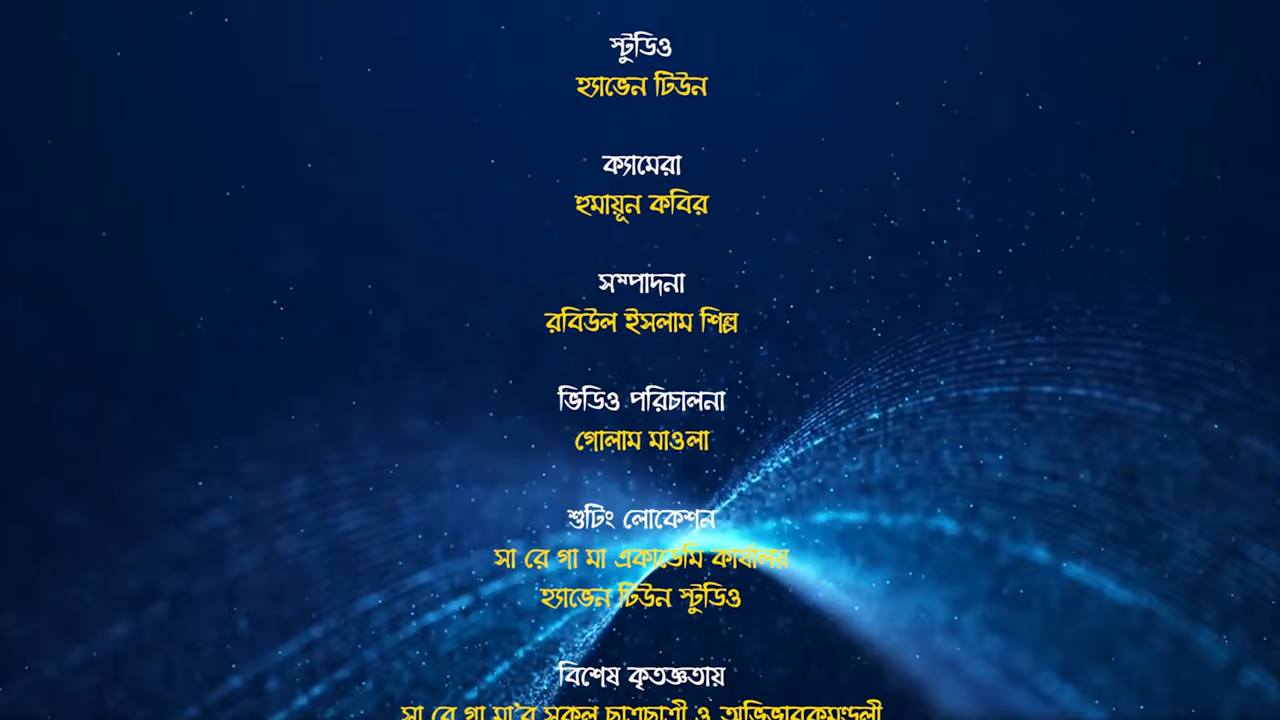 স্টুডিও
হ্যাভেন টিউন
ক্যামেরা
হুমায়ূন কবির
সম্পাদনা
রবিউল ইসলাম শিল্প
ভিডিও পরিচালনা
গোলাম মাওলা
শুটিং লোকেশন
সা রে গা মা একাডেমি কার্যালয়
হ্যাভেন টিউন স্টুডিও
বিশেষ কৃতজ্ঞতায়
সা রে গা মা'র সকল ছাত্রছাত্রী ও অভিভাবকমন্ডলী